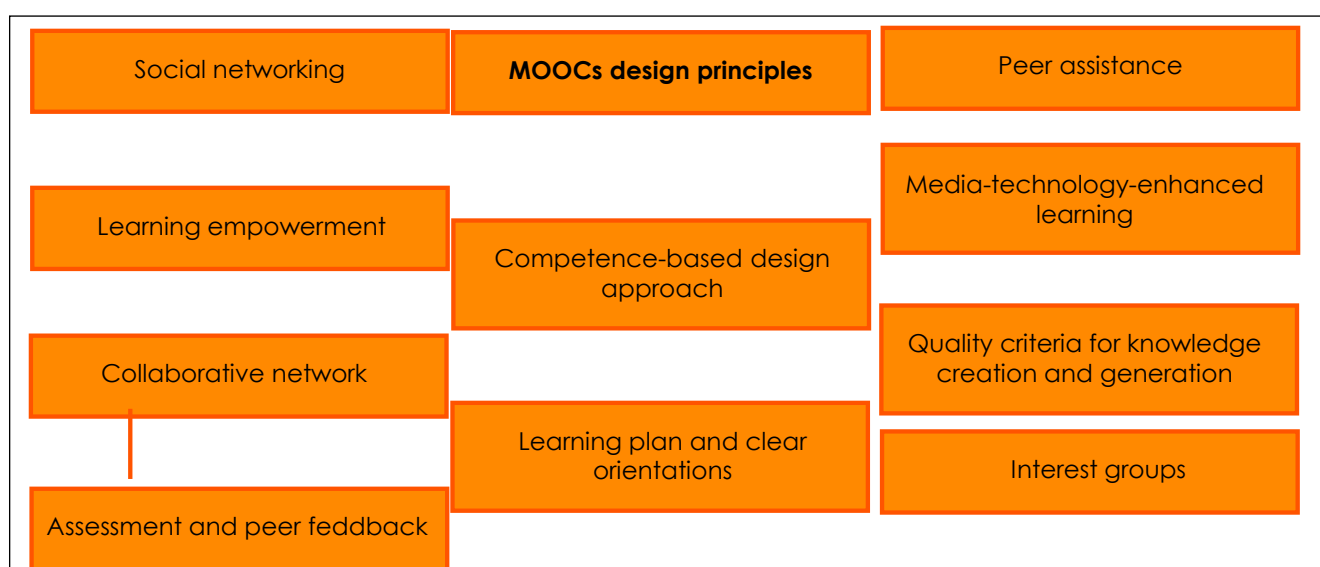 Social networking
MOOCs design principles
Peer assistance
Media-technology-enhanced
learning
Learning empowerment
Competence-based design
approach
Collaborative network
Quality criteria for knowledge
creation and generation
Learning plan and clear
orientations
Interest groups
Assessment and peer feddback